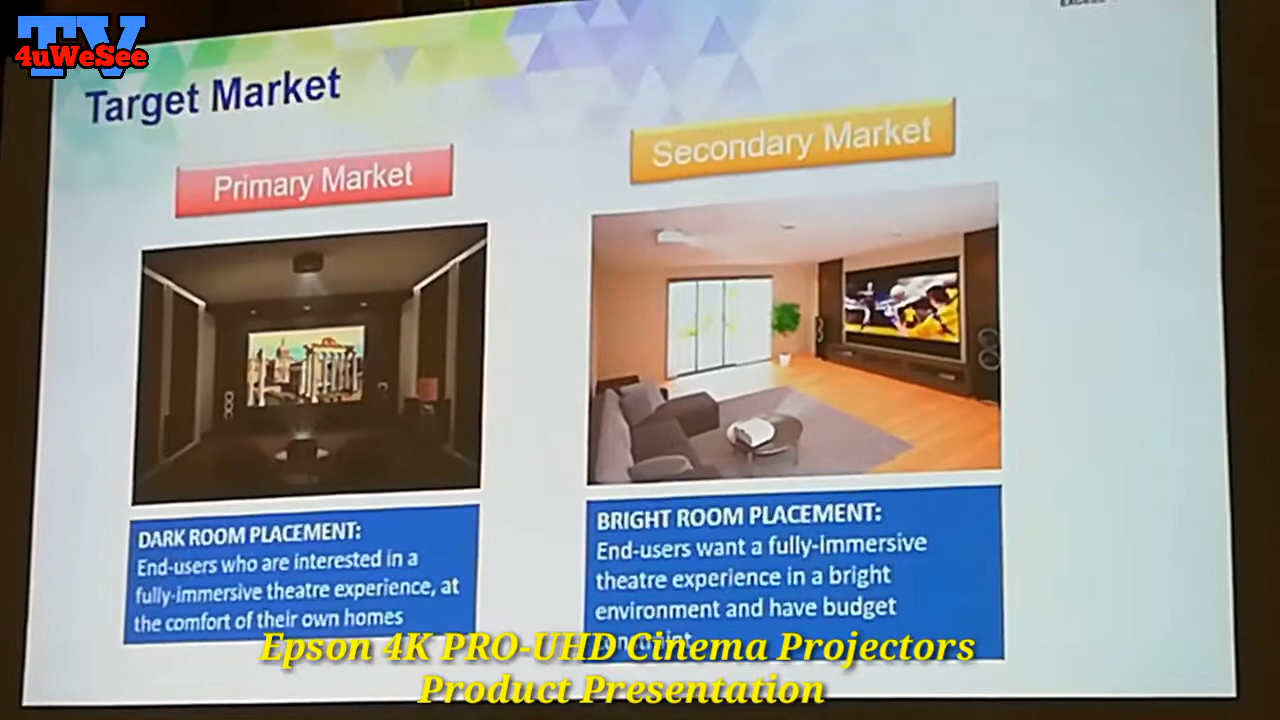 TV
4uWeSee
Target Market
Primary Market
Secondary Market
DARK ROOM PLACEMENT:
End-users who are interested in a
fully-immersive theatre experience, at
the comfort of their own homes
BRIGHT ROOM PLACEMENT:
End-users want a fully-immersive
theatre experience in a bright
environment and have budget
Epson 4K PRO-UHD Cinema Projectors
Product Presentation